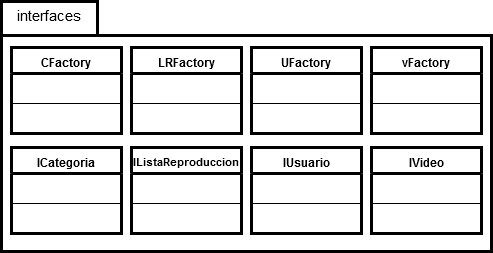 interfaces
CFactory
LRFactory
UFactory
vFactory
ICategoria
IListaReproduccion
IUsuario
IVideo